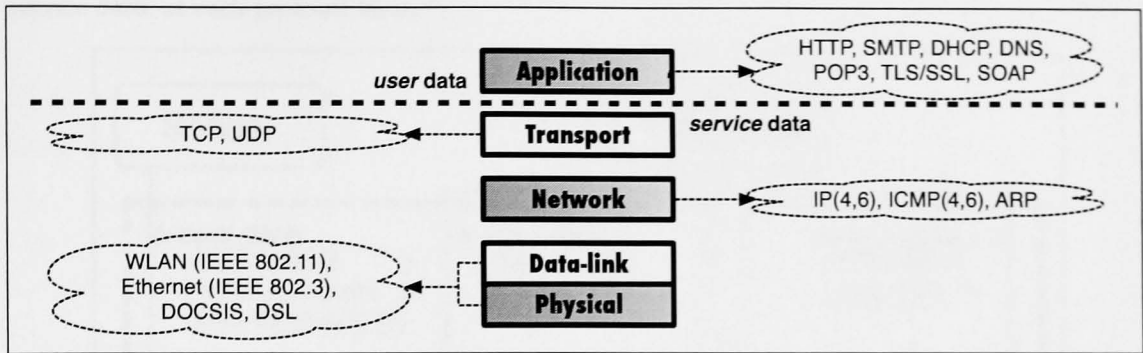 HTTP, SMTP, DHCP, DNS,
POP3, TLS/SSL, SOAP
Application
user data
service data
TCP, UDP
Transport
Network
IP(4,6), ICMP(4,6), ARP
WLAN (IEEE 802.11),
Ethernet (IEEE 802.3),
DOCSIS, DSL
Data-link
Physical